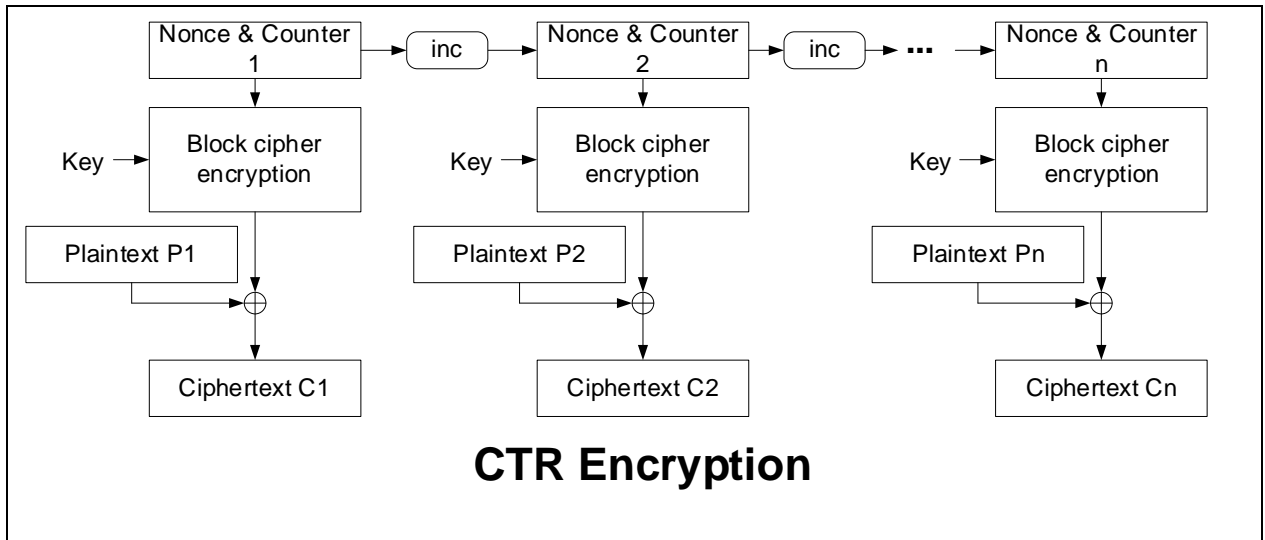 Nonce & Counter
1
inc
Nonce & Counter
2
inc
...
Nonce & Counter
n
Key
Block cipher
encryption
Key
Block cipher
encryption
Key
Block cipher
encryption
Plaintext P1
Plaintext P2
Plaintext Pn
Ciphertext C1
Ciphertext C2
Ciphertext Cn
CTR Encryption